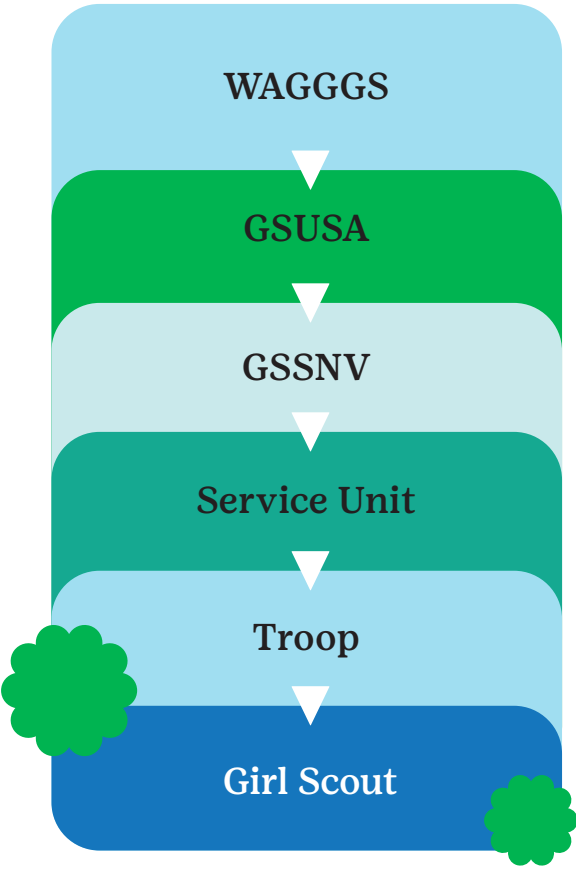 WAGGGS
GSUSA
GSSNV
Service Unit
Troop
Girl Scout